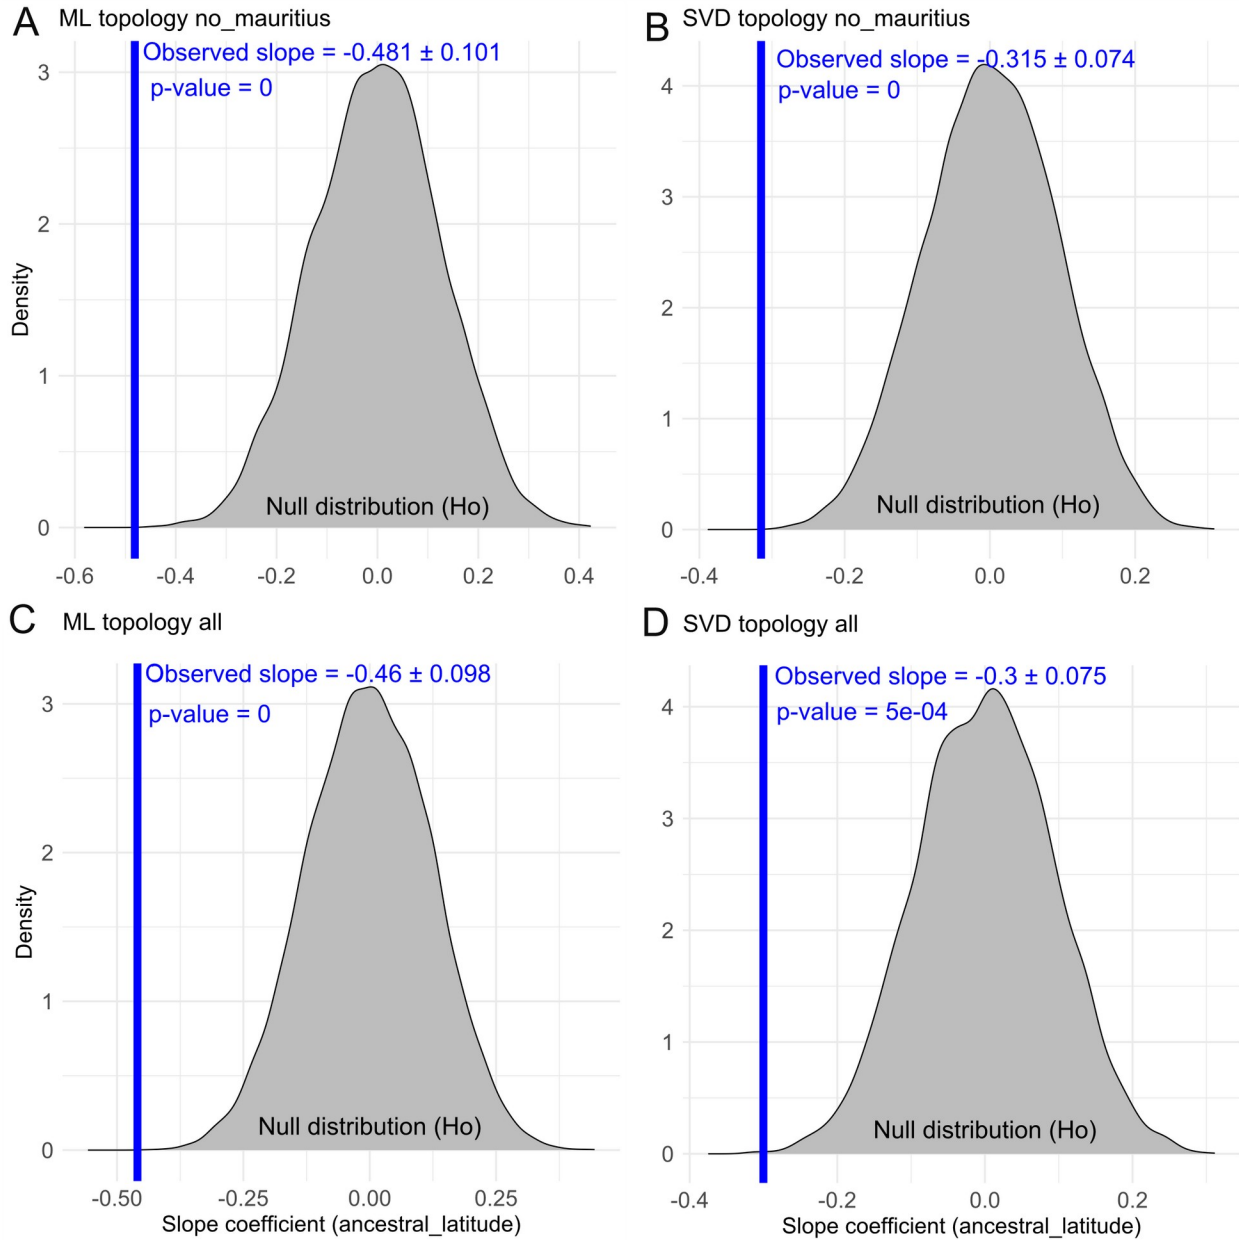 A ML topology no_mauritius
Observed slope = -0.481 ± 0.101
p-value = 0
3
2
1
0
Density
Null distribution (Ho)
-0.6 -0.4 -0.2 0.0 0.2 0.4
B SVD topology no_mauritius
Observed slope = -0.315 ± 0.074
p-value = 0
4
3
2
1
0
Null distribution (Ho)
-0.4 -0.2 0.0 0.2
C ML topology all
Observed slope = -0.46 ± 0.098
p-value = 0
3
2
1
0
Density
Null distribution (Ho)
-0.50 -0.25 0.00 0.25
Slope coefficient (ancestral_latitude)
D SVD topology all
Observed slope = -0.3 ± 0.075
p-value = 5e-04
4
3
2
1
0
Null distribution (Ho)
-0.4 -0.2 0.0 0.2
Slope coefficient (ancestral_latitude)